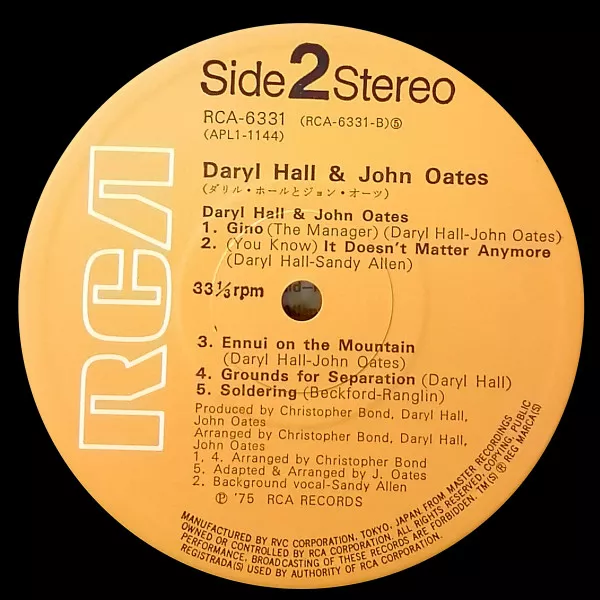 RCA
Side 2 Stereo
RCA-6331 (RCA-6331-B)⑤
(APL1-1144)
Daryl Hall & John Oates
(ダリル・ホールとジョン・オーツ)
Daryl Hall & John Oates
1. Gino (The Manager) (Daryl Hall-John Oates)
2. (You Know) It Doesn't Matter Anymore
(Daryl Hall-Sandy Allen)
33 1/3 rpm
3. Ennui on the Mountain
(Daryl Hall-John Oates)
4. Grounds for Separation (Daryl Hall)
5. Soldering (Beckford-Ranglin)
Produced by Christopher Bond, Daryl Hall,
John Oates
Arranged by Christopher Bond, Daryl Hall,
John Oates
1. 4. Arranged by Christopher Bond
5. Adapted & Arranged by J. Oates
2. Background vocal-Sandy Allen
℗ '75 RCA RECORDS
MANUFACTURED BY RVC CORPORATION, TOKYO, JAPAN, FROM MASTER RECORDINGS
OWNED OR CONTROLLED BY RCA CORPORATION. ALL RIGHTS RESERVED, COPYING, PUBLIC
PERFORMANCE, BROADCASTING OF THESE RECORDS ARE FORBIDDEN. TM(S) ® REG MARCA(S)
REGISTRADA(S) USED BY AUTHORITY OF RCA CORPORATION.